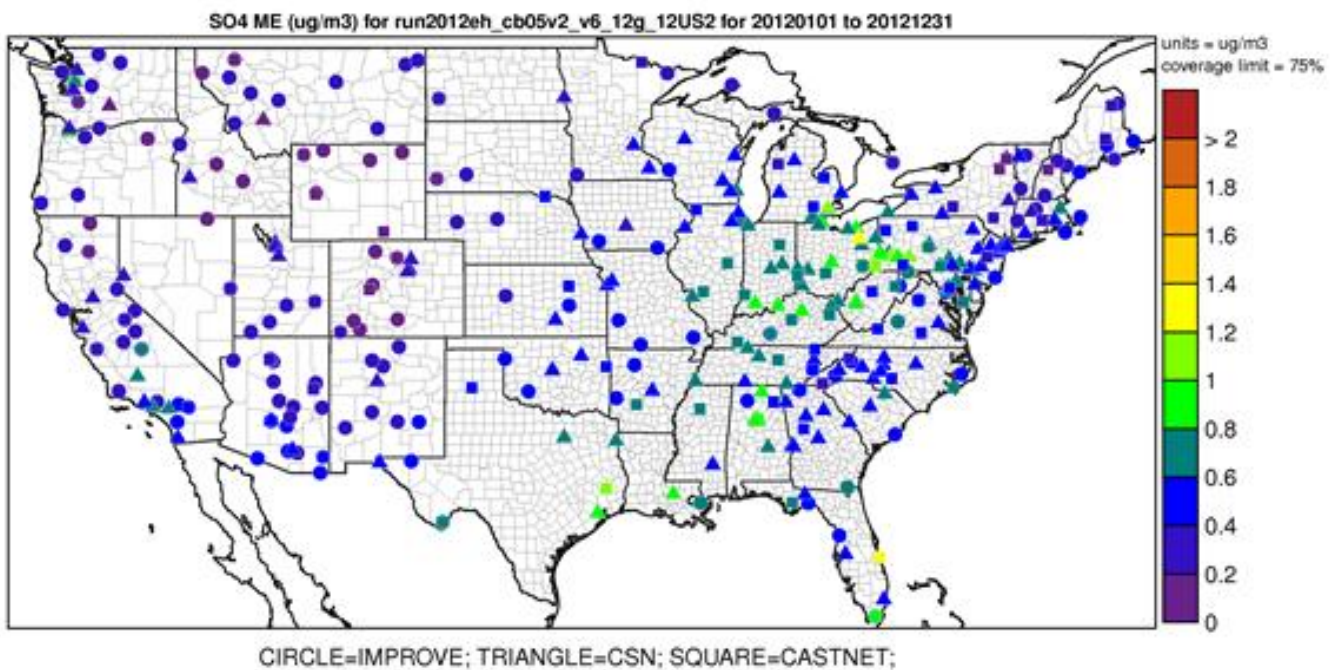 SO4 ME (ug/m3) for run2012eh_cb05v2_v6_12g_12US2 for 20120101 to 20121231
units = ug/m3
coverage limit = 75%
> 2
1.8
1.6
1.4
1.2
1
0.8
0.6
0.4
0.2
0
CIRCLE=IMPROVE; TRIANGLE=CSN; SQUARE=CASTNET;